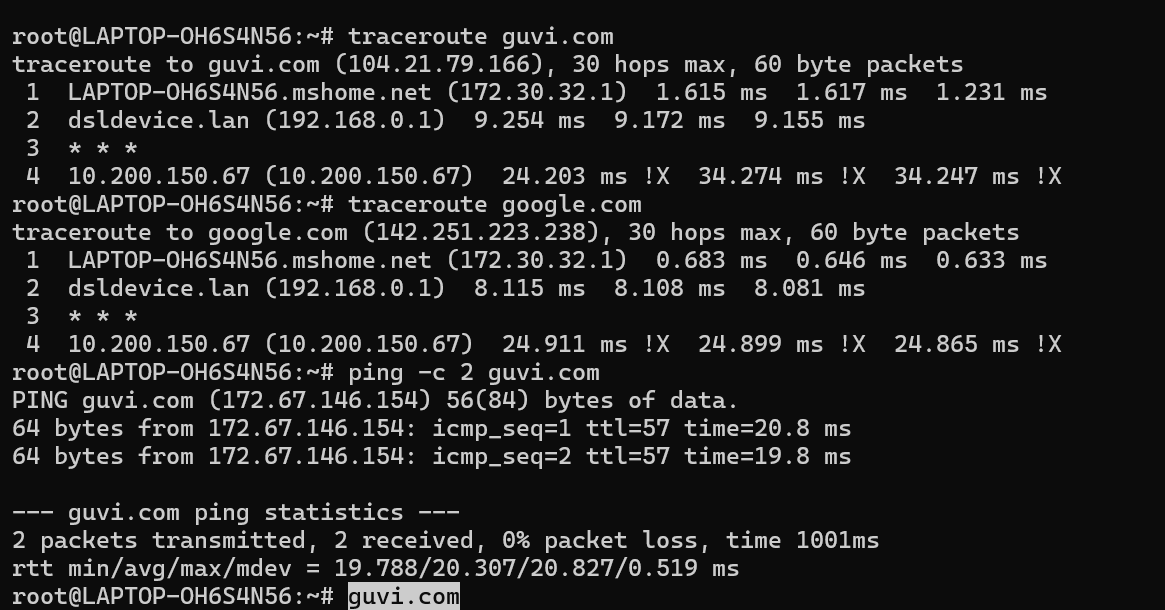 root@LAPTOP-OH6S4N56:~# traceroute guvi.com
traceroute to guvi.com (104.21.79.166), 30 hops max, 60 byte packets
 1  LAPTOP-OH6S4N56.mshome.net (172.30.32.1)  1.615 ms  1.617 ms  1.231 ms
 2  dsldevice.lan (192.168.0.1)  9.254 ms  9.172 ms  9.155 ms
 3  * * *
 4  10.200.150.67 (10.200.150.67)  24.203 ms !X  34.274 ms !X  34.247 ms !X
root@LAPTOP-OH6S4N56:~# traceroute google.com
traceroute to google.com (142.251.223.238), 30 hops max, 60 byte packets
 1  LAPTOP-OH6S4N56.mshome.net (172.30.32.1)  0.683 ms  0.646 ms  0.633 ms
 2  dsldevice.lan (192.168.0.1)  8.115 ms  8.108 ms  8.081 ms
 3  * * *
 4  10.200.150.67 (10.200.150.67)  24.911 ms !X  24.899 ms !X  24.865 ms !X
root@LAPTOP-OH6S4N56:~# ping -c 2 guvi.com
PING guvi.com (172.67.146.154) 56(84) bytes of data.
64 bytes from 172.67.146.154: icmp_seq=1 ttl=57 time=20.8 ms
64 bytes from 172.67.146.154: icmp_seq=2 ttl=57 time=19.8 ms

--- guvi.com ping statistics ---
2 packets transmitted, 2 received, 0% packet loss, time 1001ms
rtt min/avg/max/mdev = 19.788/20.307/20.827/0.519 ms
root@LAPTOP-OH6S4N56:~# guvi.com